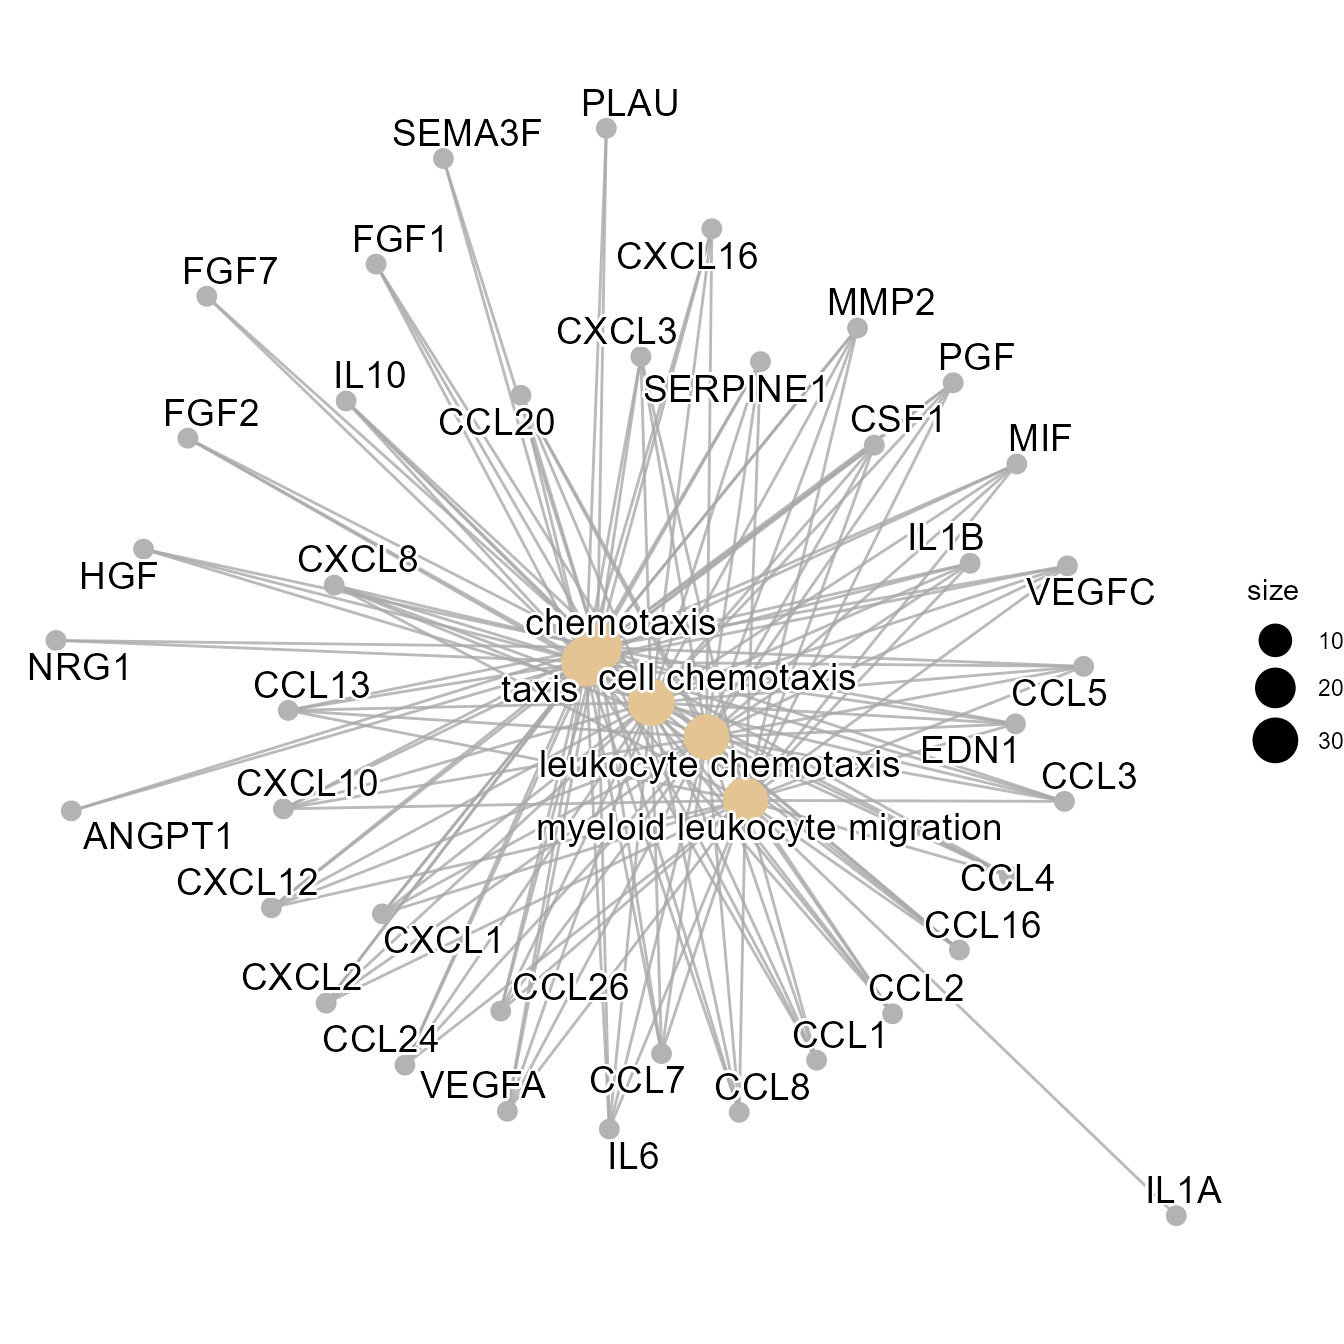 PLAU
SEMA3F
FGF1
CXCL16
FGF7
MMP2
CXCL3
PGF
IL10
SERPINE1
FGF2
CCL20
CSF1
MIF
IL1B
CXCL8
HGF
VEGFC
size
chemotaxis
10
NRG1
cell chemotaxis
CCL13
taxis
CCL5
20
30
EDN1
leukocyte chemotaxis
CCL3
CXCL10
myeloid leukocyte migration
ANGPT1
CCL4
CXCL12
CCL16
CXCL1
CXCL2
CCL26
CCL2
CCL24
CCL1
VEGFA
CCL7
CCL8
IL6
IL1A